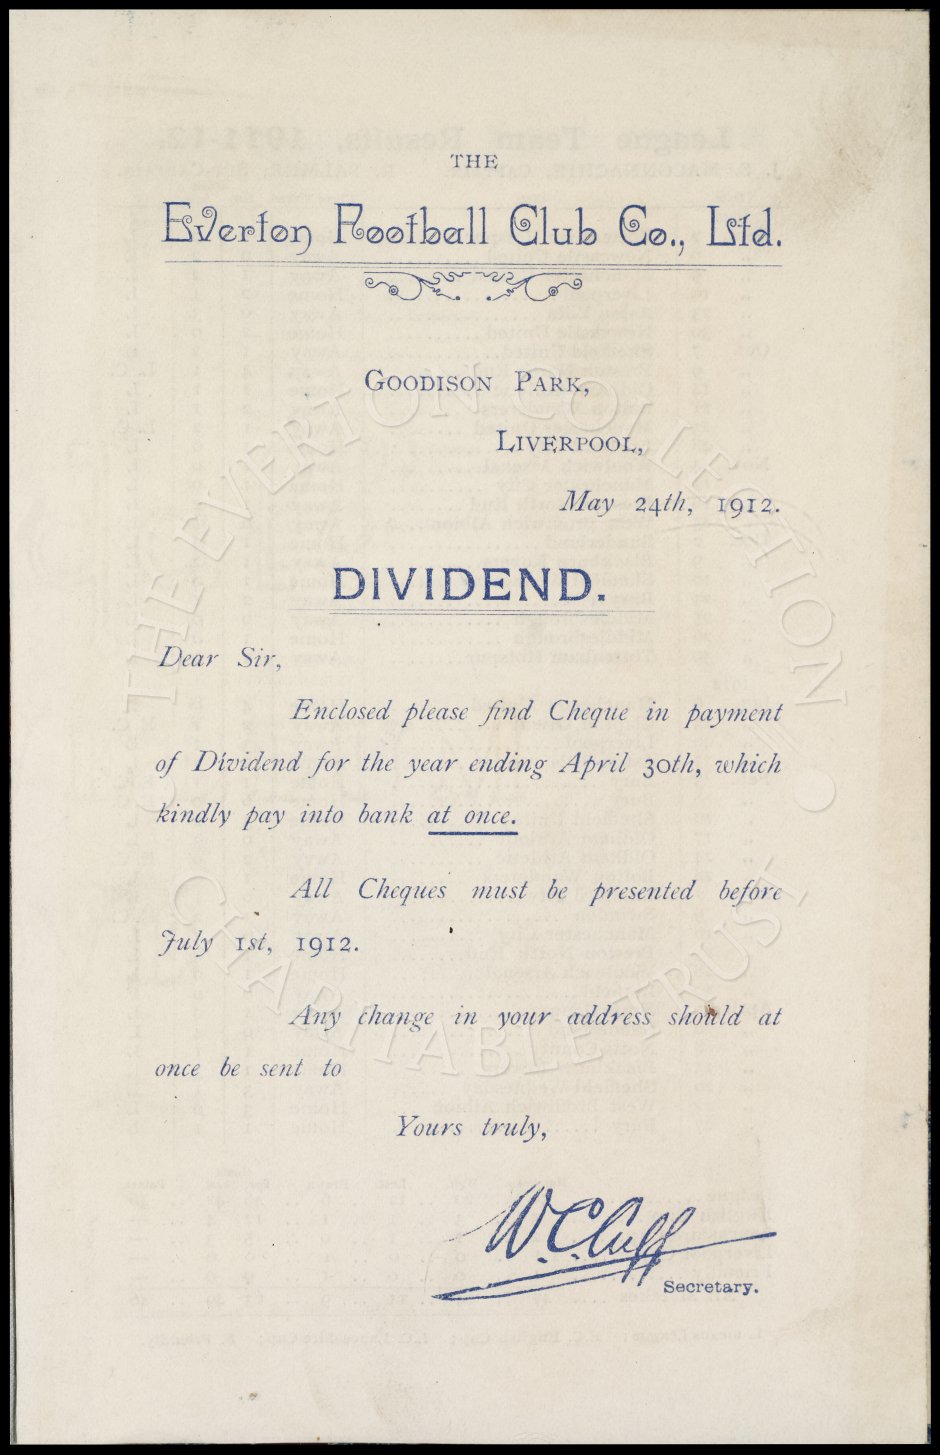 THE
Everton Football Club Co., Ltd.
GOODISON PARK,
LIVERPOOL,
May 24th, 1912.
DIVIDEND.
Dear Sir,
Enclosed please find Cheque in payment
of Dividend for the year ending April 30th, which
kindly pay into bank at once.
All Cheques must be presented before
July 1st, 1912.
Any change in your address should at
once be sent to
Yours truly,
W. C. Cuff
Secretary.
THE EVERTON COLLECTION
CHARITABLE TRUST